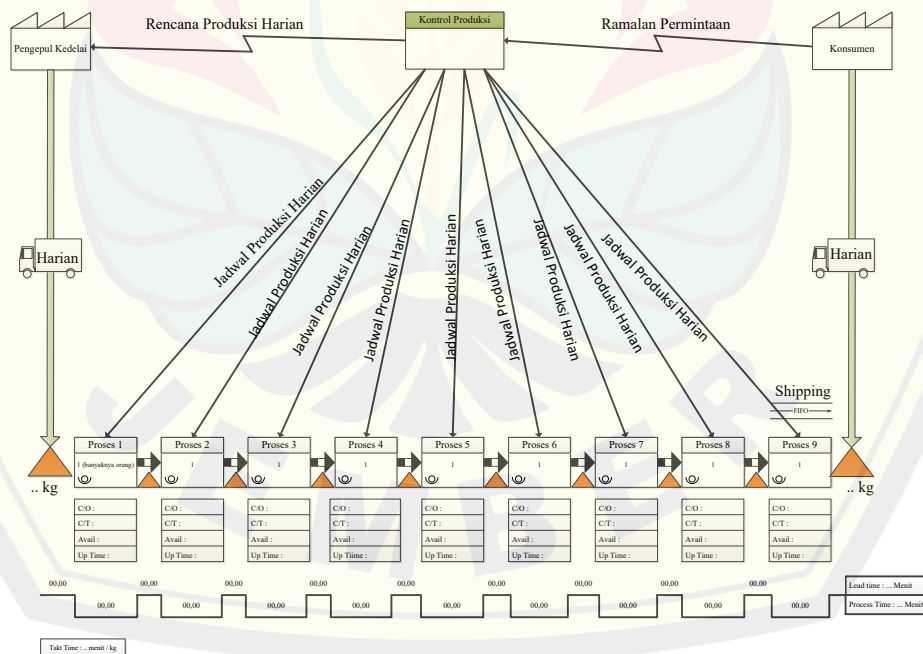 Rencana Produksi Harian
Kontrol Produksi
Ramalan Permintaan
Pengepul Kedelai
Konsumen
Jadwal Produksi Harian
Jadwal Produksi Harian
Jadwal Produksi Harian
Jadwal Produksi Harian
Jadwal Produksi Harian
Jadwal Produksi Harian
Jadwal Produksi Harian
Jadwal Produksi Harian
Jadwal Produksi Harian
Harian
Harian
Shipping
FIFO
Proses 1 Proses 2 Proses 3 Proses 4 Proses 5 Proses 6 Proses 7 Proses 8 Proses 9
1 (banyaknya orang) 1 1 1 1 1 1 1 1
.. kg .. kg
C/O : C/O : C/O : C/O : C/O : C/O : C/O : C/O : C/O :
C/T : C/T : C/T : C/T : C/T : C/T : C/T : C/T : C/T :
Avail : Avail : Avail : Avail : Avail : Avail : Avail : Avail : Avail :
Up Time : Up Time : Up Time : Up Tiime : Up Time : Up Time : Up Time : Up Time : Up Time :
00,00 00,00 00,00 00,00 00,00 00,00 00,00 00,00 00,00
Lead time : ... Menit
00,00 00,00 00,00 00,00 00,00 00,00 00,00 00,00 00,00
Process Time : ... Menit
Takt Time : .. menit / kg
JEMBER